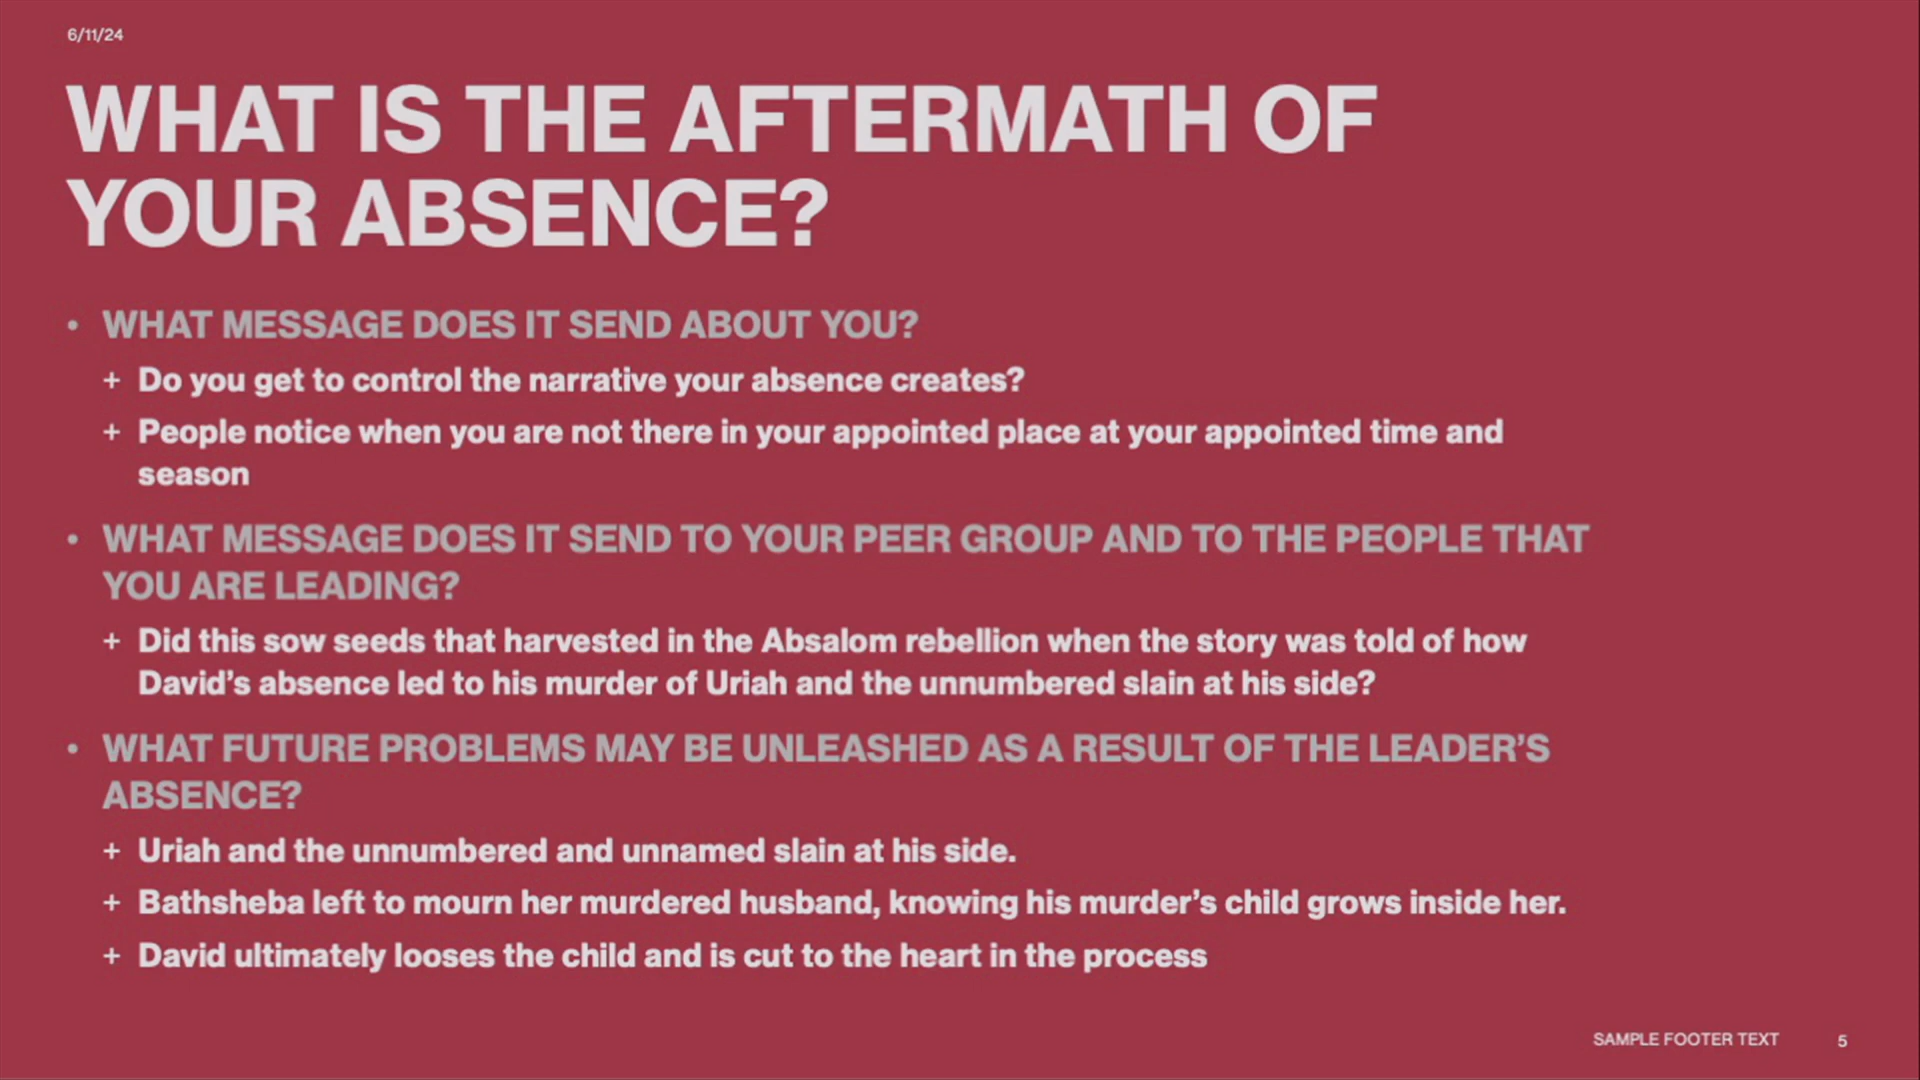 6/11/24
WHAT IS THE AFTERMATH OF
YOUR ABSENCE?
• WHAT MESSAGE DOES IT SEND ABOUT YOU?
+ Do you get to control the narrative your absence creates?
+ People notice when you are not there in your appointed place at your appointed time and
season
• WHAT MESSAGE DOES IT SEND TO YOUR PEER GROUP AND TO THE PEOPLE THAT
YOU ARE LEADING?
+ Did this sow seeds that harvested in the Absalom rebellion when the story was told of how
David’s absence led to his murder of Uriah and the unnumbered slain at his side?
• WHAT FUTURE PROBLEMS MAY BE UNLEASHED AS A RESULT OF THE LEADER’S
ABSENCE?
+ Uriah and the unnumbered and unnamed slain at his side.
+ Bathsheba left to mourn her murdered husband, knowing his murder’s child grows inside her.
+ David ultimately looses the child and is cut to the heart in the process
SAMPLE FOOTER TEXT 5